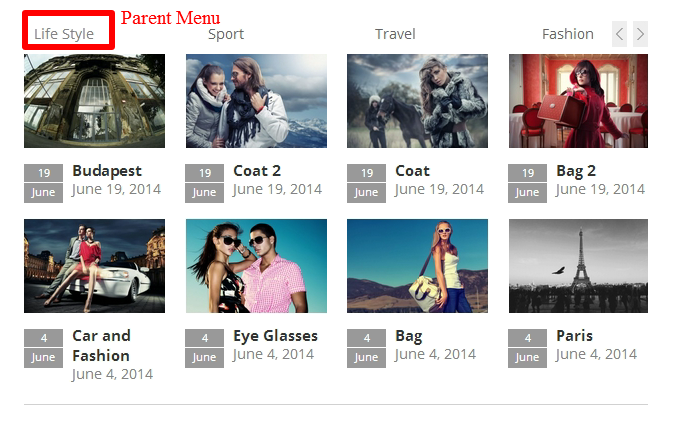 Parent Menu
Life Style Sport Travel Fashion
19 June Budapest June 19, 2014
19 June Coat 2 June 19, 2014
19 June Coat June 19, 2014
19 June Bag 2 June 19, 2014
4 June Car and Fashion June 4, 2014
4 June Eye Glasses June 4, 2014
4 June Bag June 4, 2014
4 June Paris June 4, 2014